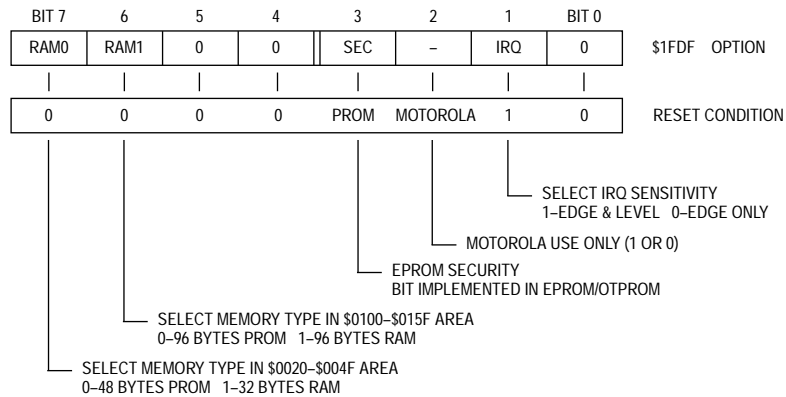 BIT 7 6 5 4 3 2 1 BIT 0
RAM0 RAM1 0 0 SEC – IRQ 0 $1FDF OPTION
0 0 0 0 PROM MOTOROLA 1 0 RESET CONDITION
SELECT IRQ SENSITIVITY
1–EDGE & LEVEL 0–EDGE ONLY
MOTOROLA USE ONLY (1 OR 0)
EPROM SECURITY
BIT IMPLEMENTED IN EPROM/OTPROM
SELECT MEMORY TYPE IN $0100–$015F AREA
0–96 BYTES PROM 1–96 BYTES RAM
SELECT MEMORY TYPE IN $0020–$004F AREA
0–48 BYTES PROM 1–32 BYTES RAM